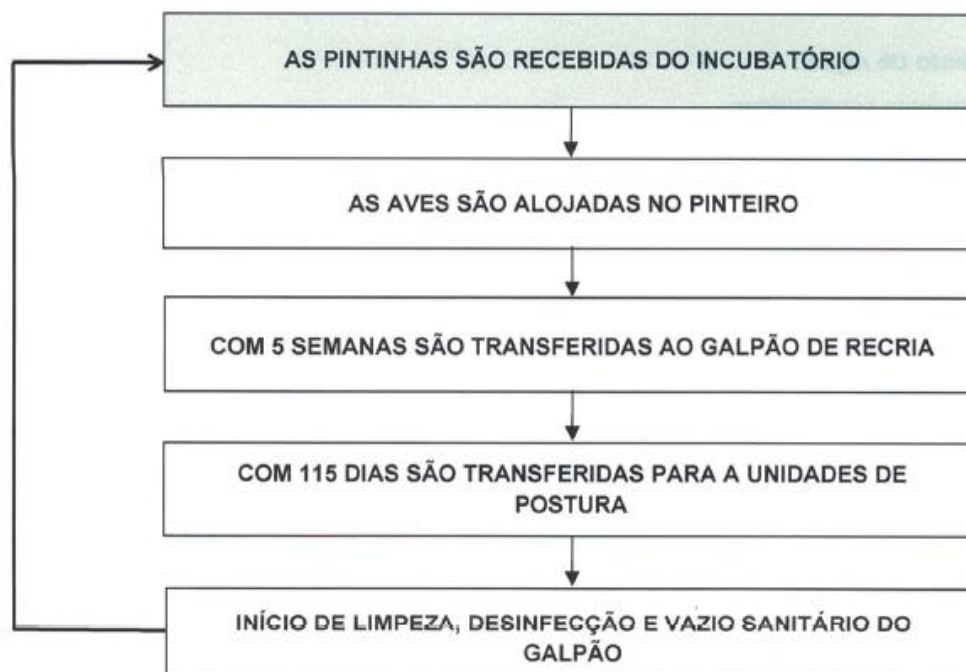 AS PINTINHAS SÃO RECEBIDAS DO INCUBATÓRIO
AS AVES SÃO ALOJADAS NO PINTEIRO
COM 5 SEMANAS SÃO TRANSFERIDAS AO GALPÃO DE RECRIA
COM 115 DIAS SÃO TRANSFERIDAS PARA A UNIDADES DE
POSTURA
INÍCIO DE LIMPEZA, DESINFECÇÃO E VAZIO SANITÁRIO DO
GALPÃO